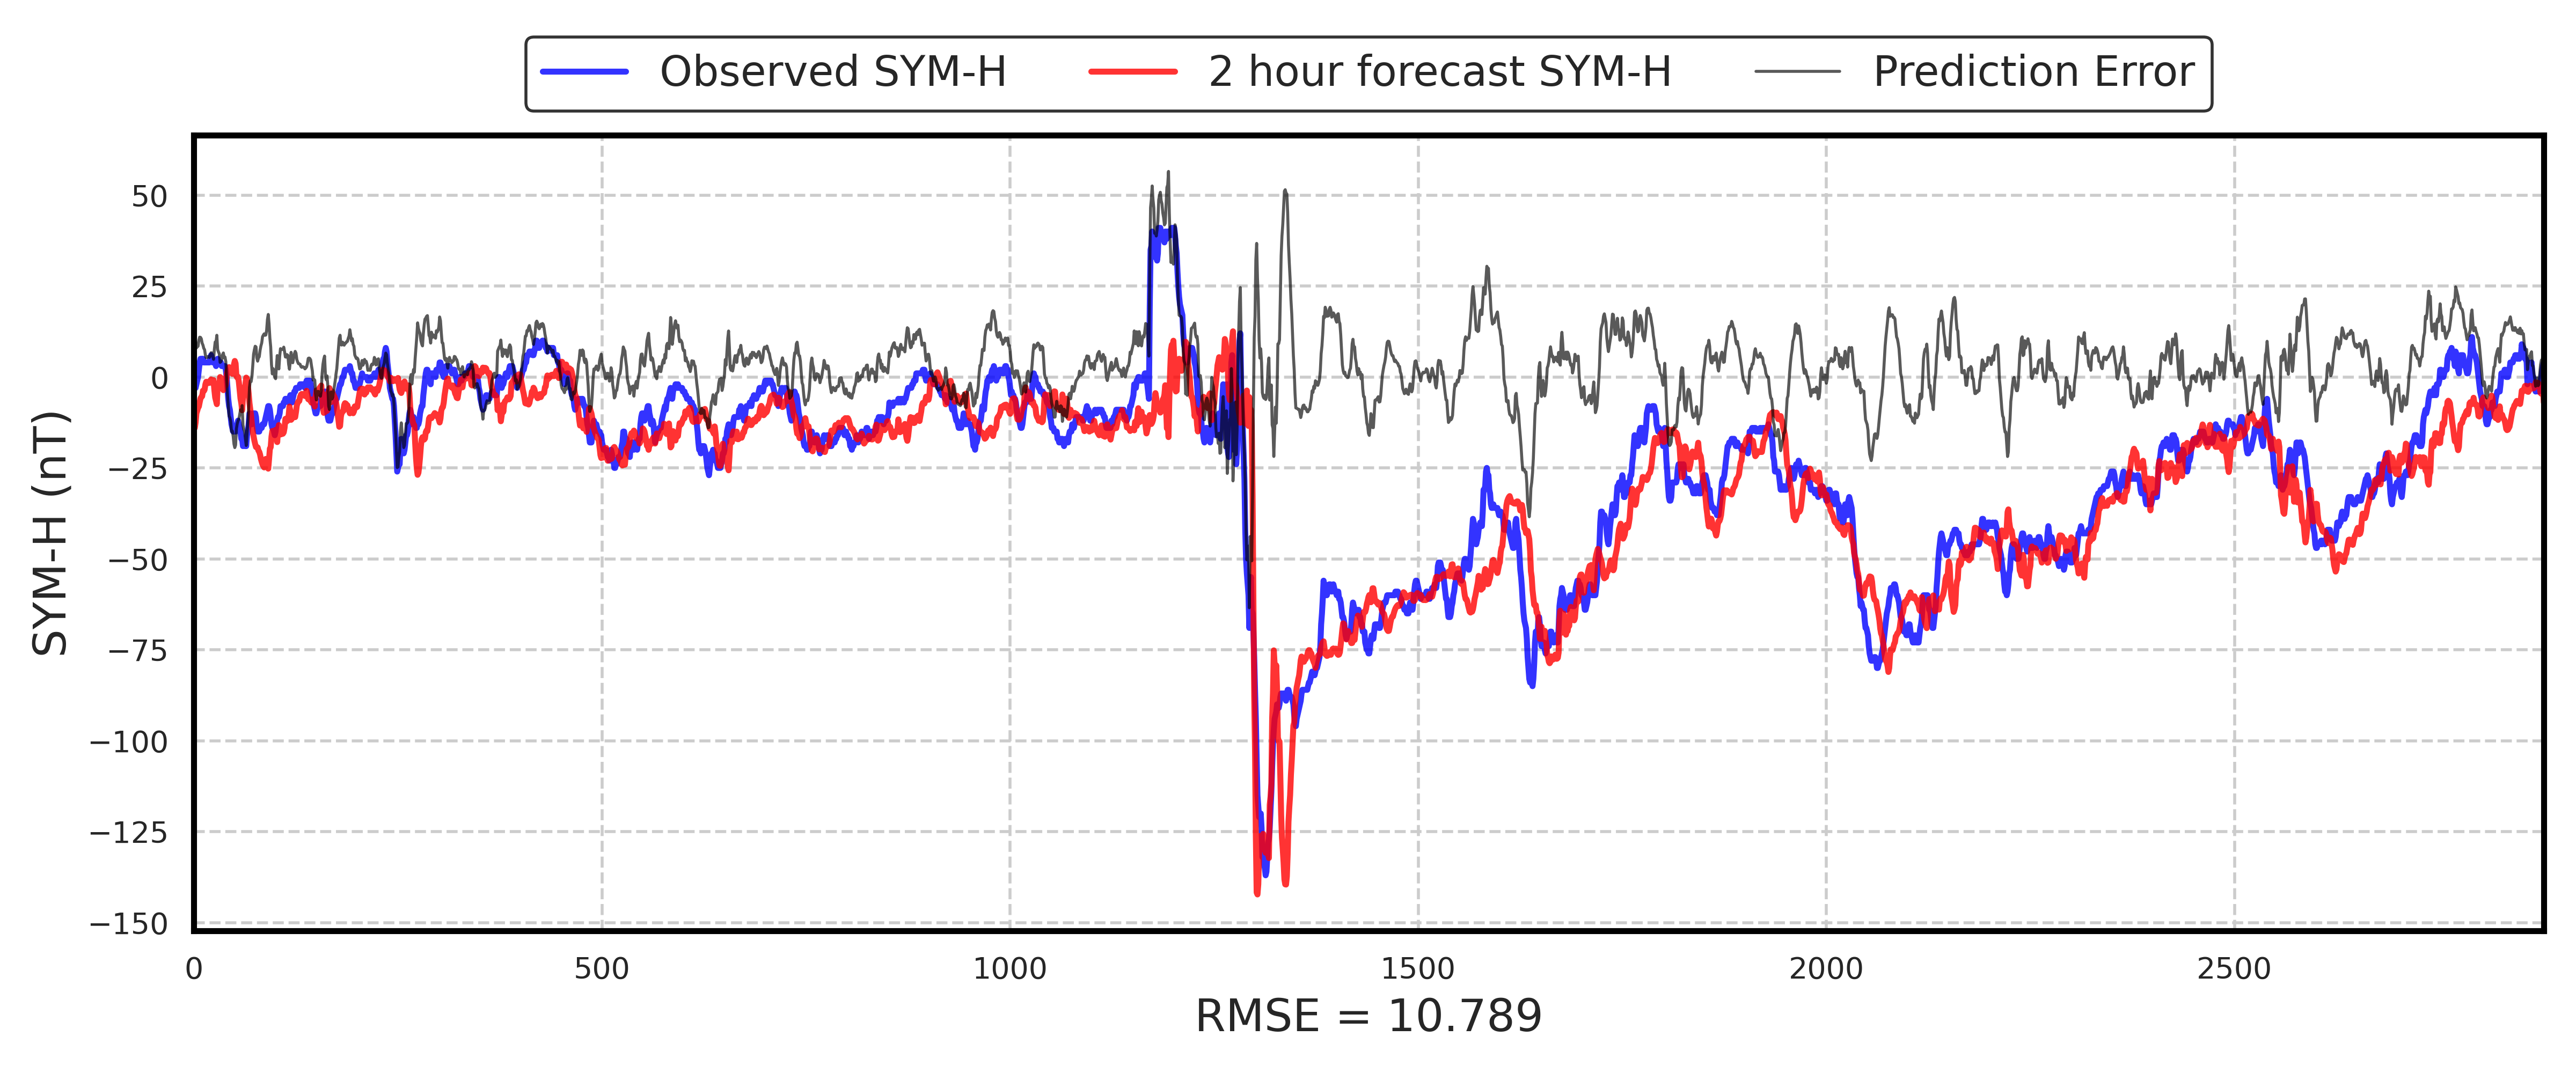 Observed SYM-H 2 hour forecast SYM-H Prediction Error
SYM-H (nT)
50
25
0
−25
−50
−75
−100
−125
−150
0 500 1000 1500 2000 2500
RMSE = 10.789